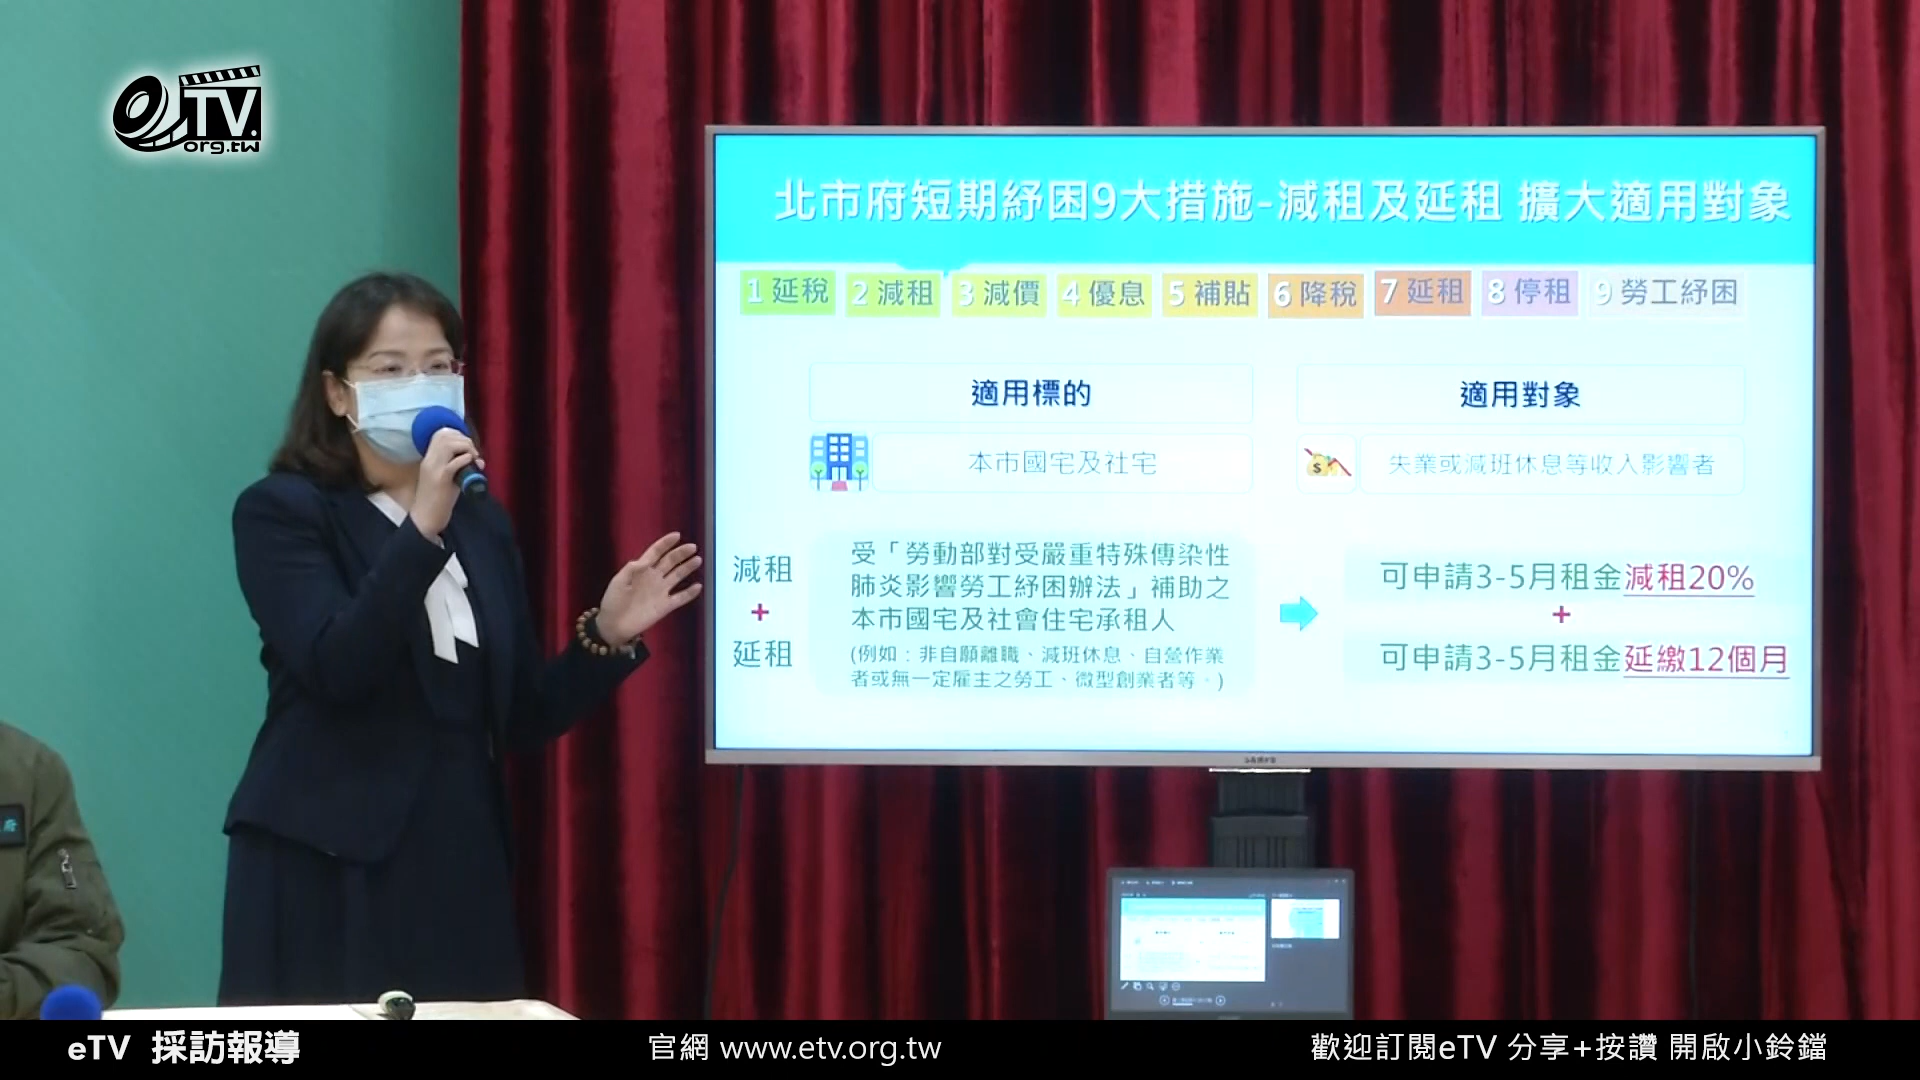 eTV.
org.tw
北市府短期紓困9大措施-減租及延租 擴大適用對象
1 延稅 2 減租 3 減價 4 優息 5 補貼 6 降稅 7 延租 8 停租 9 勞工紓困
適用標的
適用對象
本市國宅及社宅
失業或減班休息等收入影響者
減租
+
延租
受「勞動部對受嚴重特殊傳染性
肺炎影響勞工紓困辦法」補助之
本市國宅及社會住宅承租人
(例如：非自願離職、減班休息、自營作業
者或無一定雇主之勞工、微型創業者等。)
可申請3-5月租金減租20%
+
可申請3-5月租金延繳12個月
府
eTV 採訪報導
官網 www.etv.org.tw
歡迎訂閱eTV 分享+按讚 開啟小鈴鐺